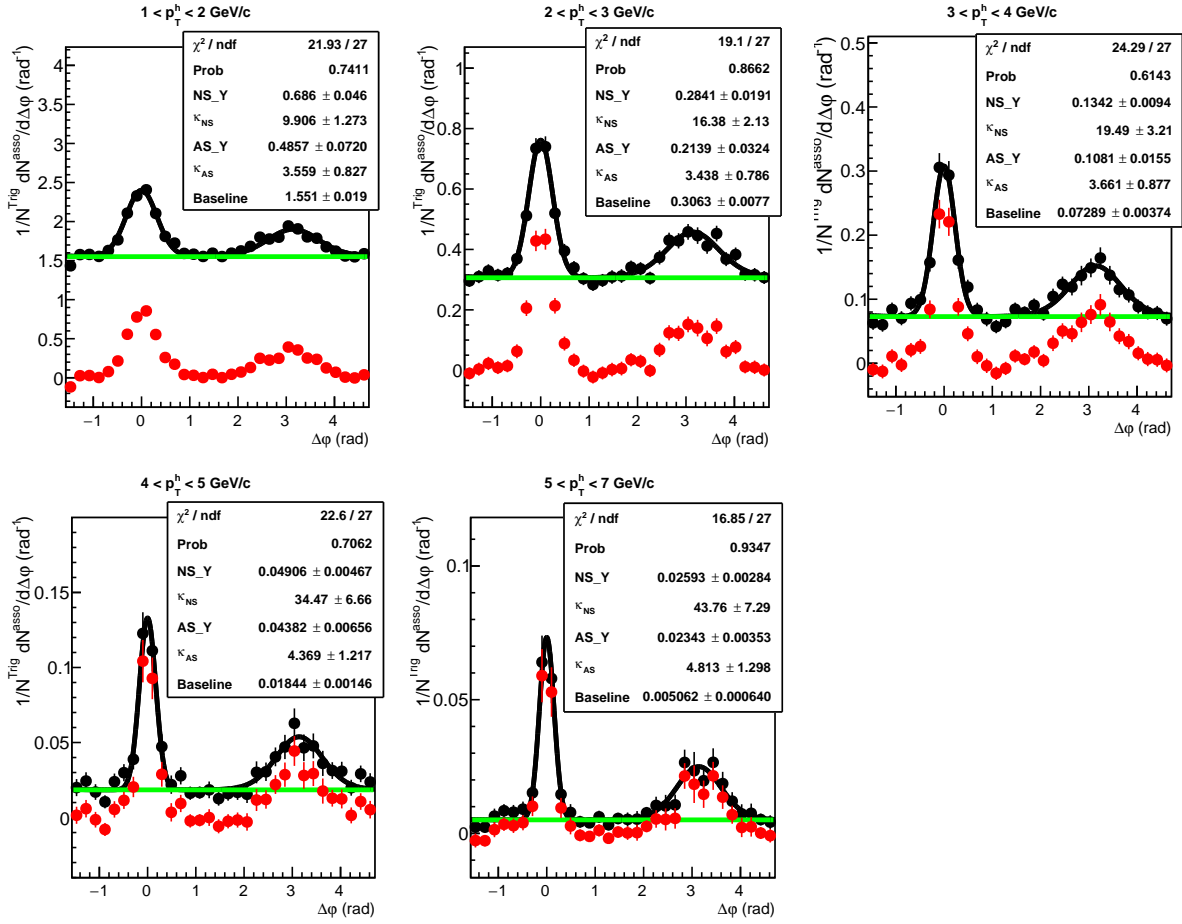 1 < p_T^h < 2 GeV/c
1/N^Trig dN^asso/dΔφ (rad⁻¹)
χ² / ndf 21.93 / 27
Prob 0.7411
NS_Y 0.686 ± 0.046
κ_NS 9.906 ± 1.273
AS_Y 0.4857 ± 0.0720
κ_AS 3.559 ± 0.827
Baseline 1.551 ± 0.019
4
3.5
3
2.5
2
1.5
1
0.5
0
−1 0 1 2 3 4
Δφ (rad)
2 < p_T^h < 3 GeV/c
1/N^Trig dN^asso/dΔφ (rad⁻¹)
χ² / ndf 19.1 / 27
Prob 0.8662
NS_Y 0.2841 ± 0.0191
κ_NS 16.38 ± 2.13
AS_Y 0.2139 ± 0.0324
κ_AS 3.438 ± 0.786
Baseline 0.3063 ± 0.0077
1
0.8
0.6
0.4
0.2
0
−1 0 1 2 3 4
Δφ (rad)
3 < p_T^h < 4 GeV/c
1/N^Trig dN^asso/dΔφ (rad⁻¹)
χ² / ndf 24.29 / 27
Prob 0.6143
NS_Y 0.1342 ± 0.0094
κ_NS 19.49 ± 3.21
AS_Y 0.1081 ± 0.0155
κ_AS 3.661 ± 0.877
Baseline 0.07289 ± 0.00374
0.5
0.4
0.3
0.2
0.1
0
−1 0 1 2 3 4
Δφ (rad)
4 < p_T^h < 5 GeV/c
1/N^Trig dN^asso/dΔφ (rad⁻¹)
χ² / ndf 22.6 / 27
Prob 0.7062
NS_Y 0.04906 ± 0.00467
κ_NS 34.47 ± 6.66
AS_Y 0.04382 ± 0.00656
κ_AS 4.369 ± 1.217
Baseline 0.01844 ± 0.00146
0.15
0.1
0.05
0
−1 0 1 2 3 4
Δφ (rad)
5 < p_T^h < 7 GeV/c
1/N^Trig dN^asso/dΔφ (rad⁻¹)
χ² / ndf 16.85 / 27
Prob 0.9347
NS_Y 0.02593 ± 0.00284
κ_NS 43.76 ± 7.29
AS_Y 0.02343 ± 0.00353
κ_AS 4.813 ± 1.298
Baseline 0.005062 ± 0.000640
0.1
0.05
0
−1 0 1 2 3 4
Δφ (rad)